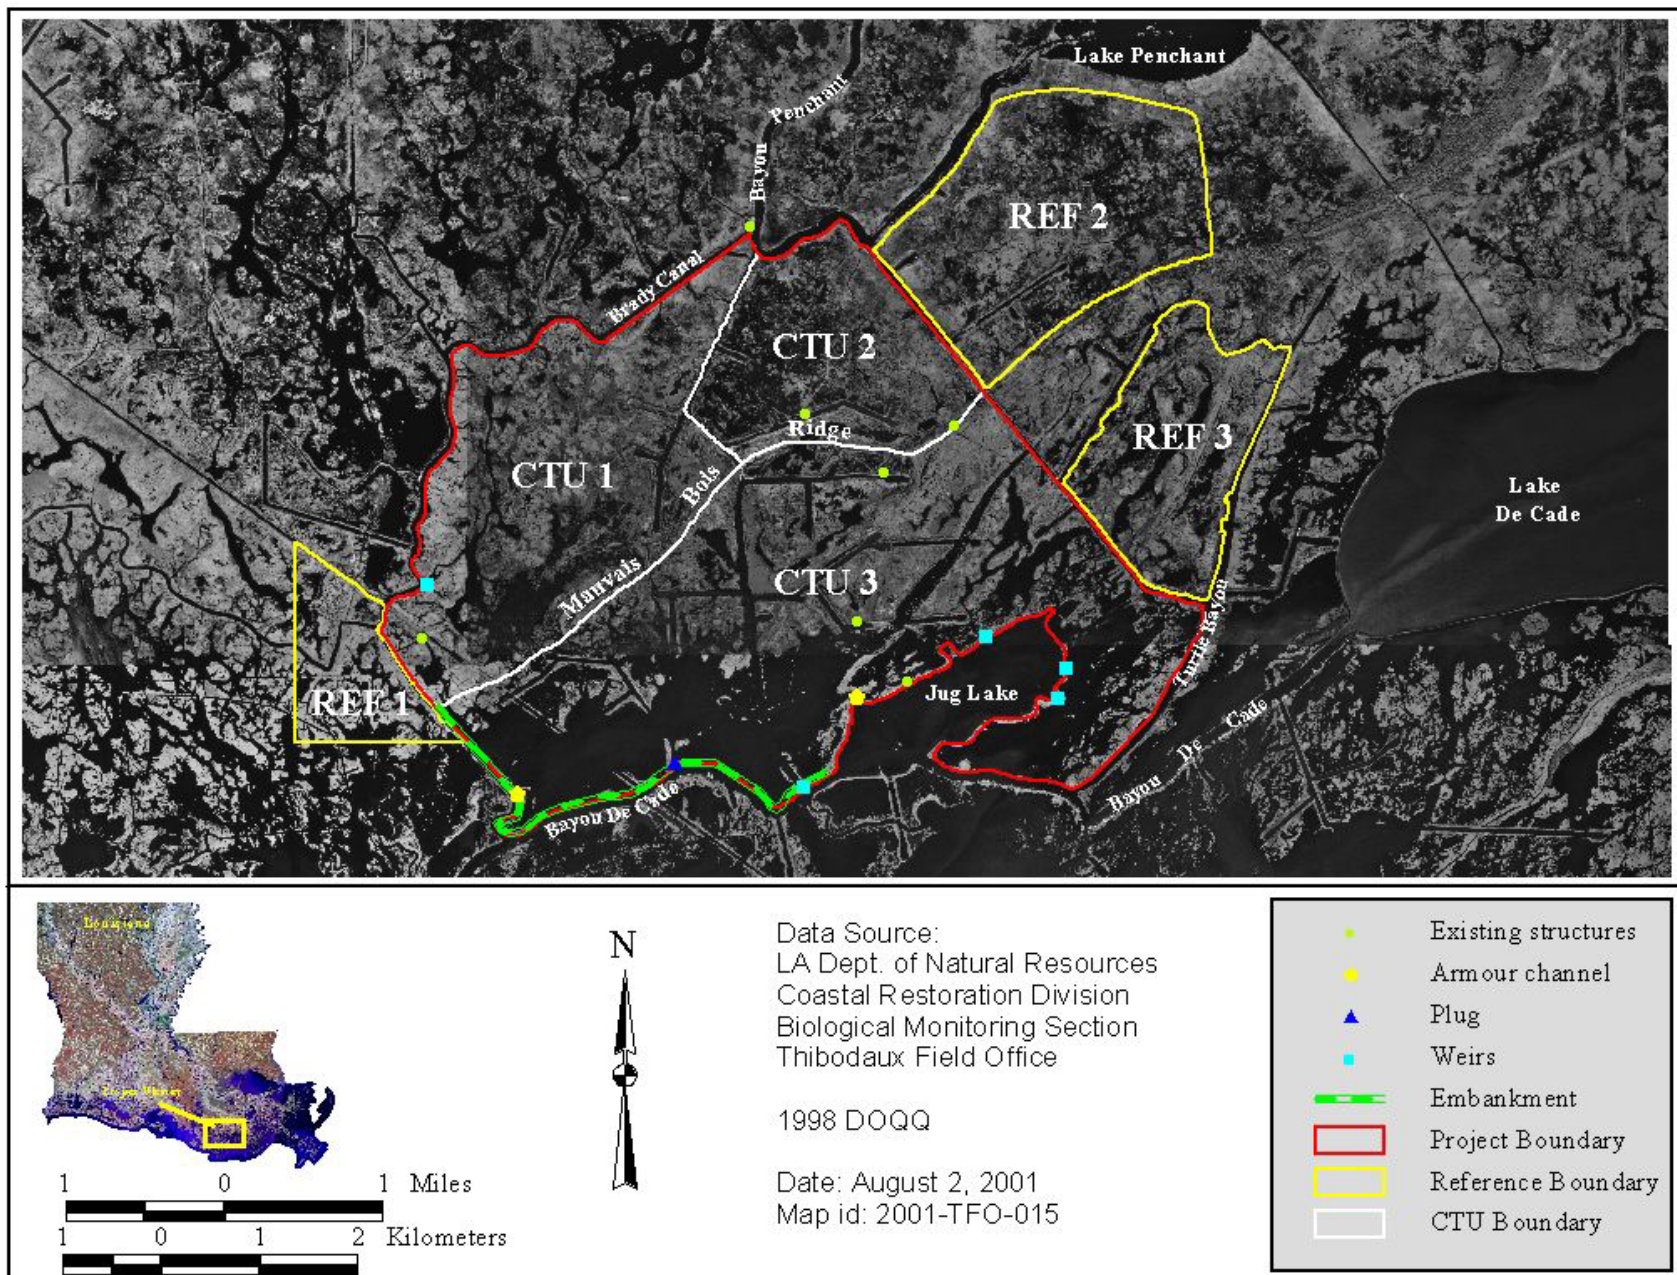 Lake Penchant
Bayou Penchant
REF 2
Brady Canal
CTU 2
Ridge
REF 3
CTU 1
Bois
Lake
De Cade
Mauvais
CTU 3
Turtle Bayou
REF 1
Jug Lake
Bayou De Cade
Bayou De Cade
Louisiana
N
1 0 1 Miles
1 0 1 2 Kilometers
Data Source:
LA Dept. of Natural Resources
Coastal Restoration Division
Biological Monitoring Section
Thibodaux Field Office
1998 DOQQ
Date: August 2, 2001
Map id: 2001-TFO-015
Existing structures
Armour channel
Plug
Weirs
Embankment
Project Boundary
Reference Boundary
CTU Boundary